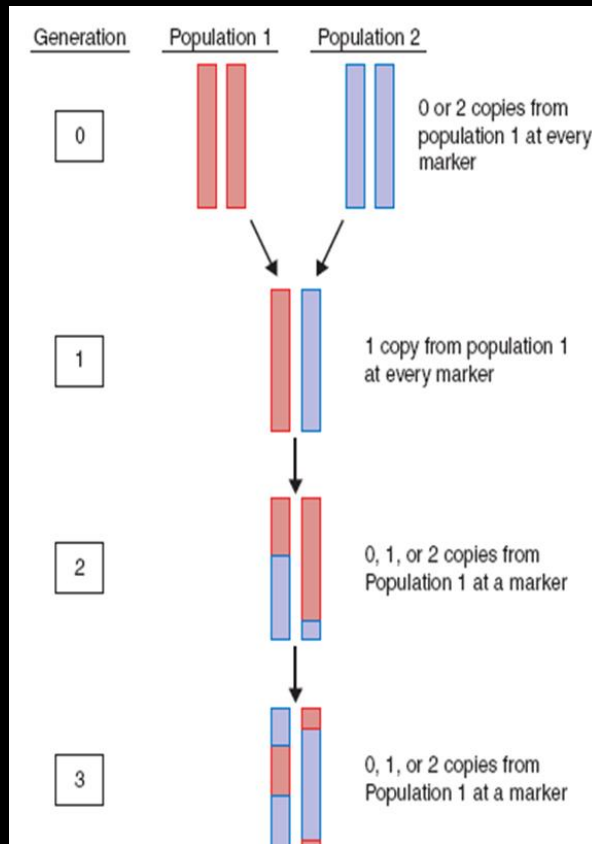 Generation Population 1 Population 2
0
0 or 2 copies from
population 1 at every
marker
1
1 copy from population 1
at every marker
2
0, 1, or 2 copies from
Population 1 at a marker
3
0, 1, or 2 copies from
Population 1 at a marker